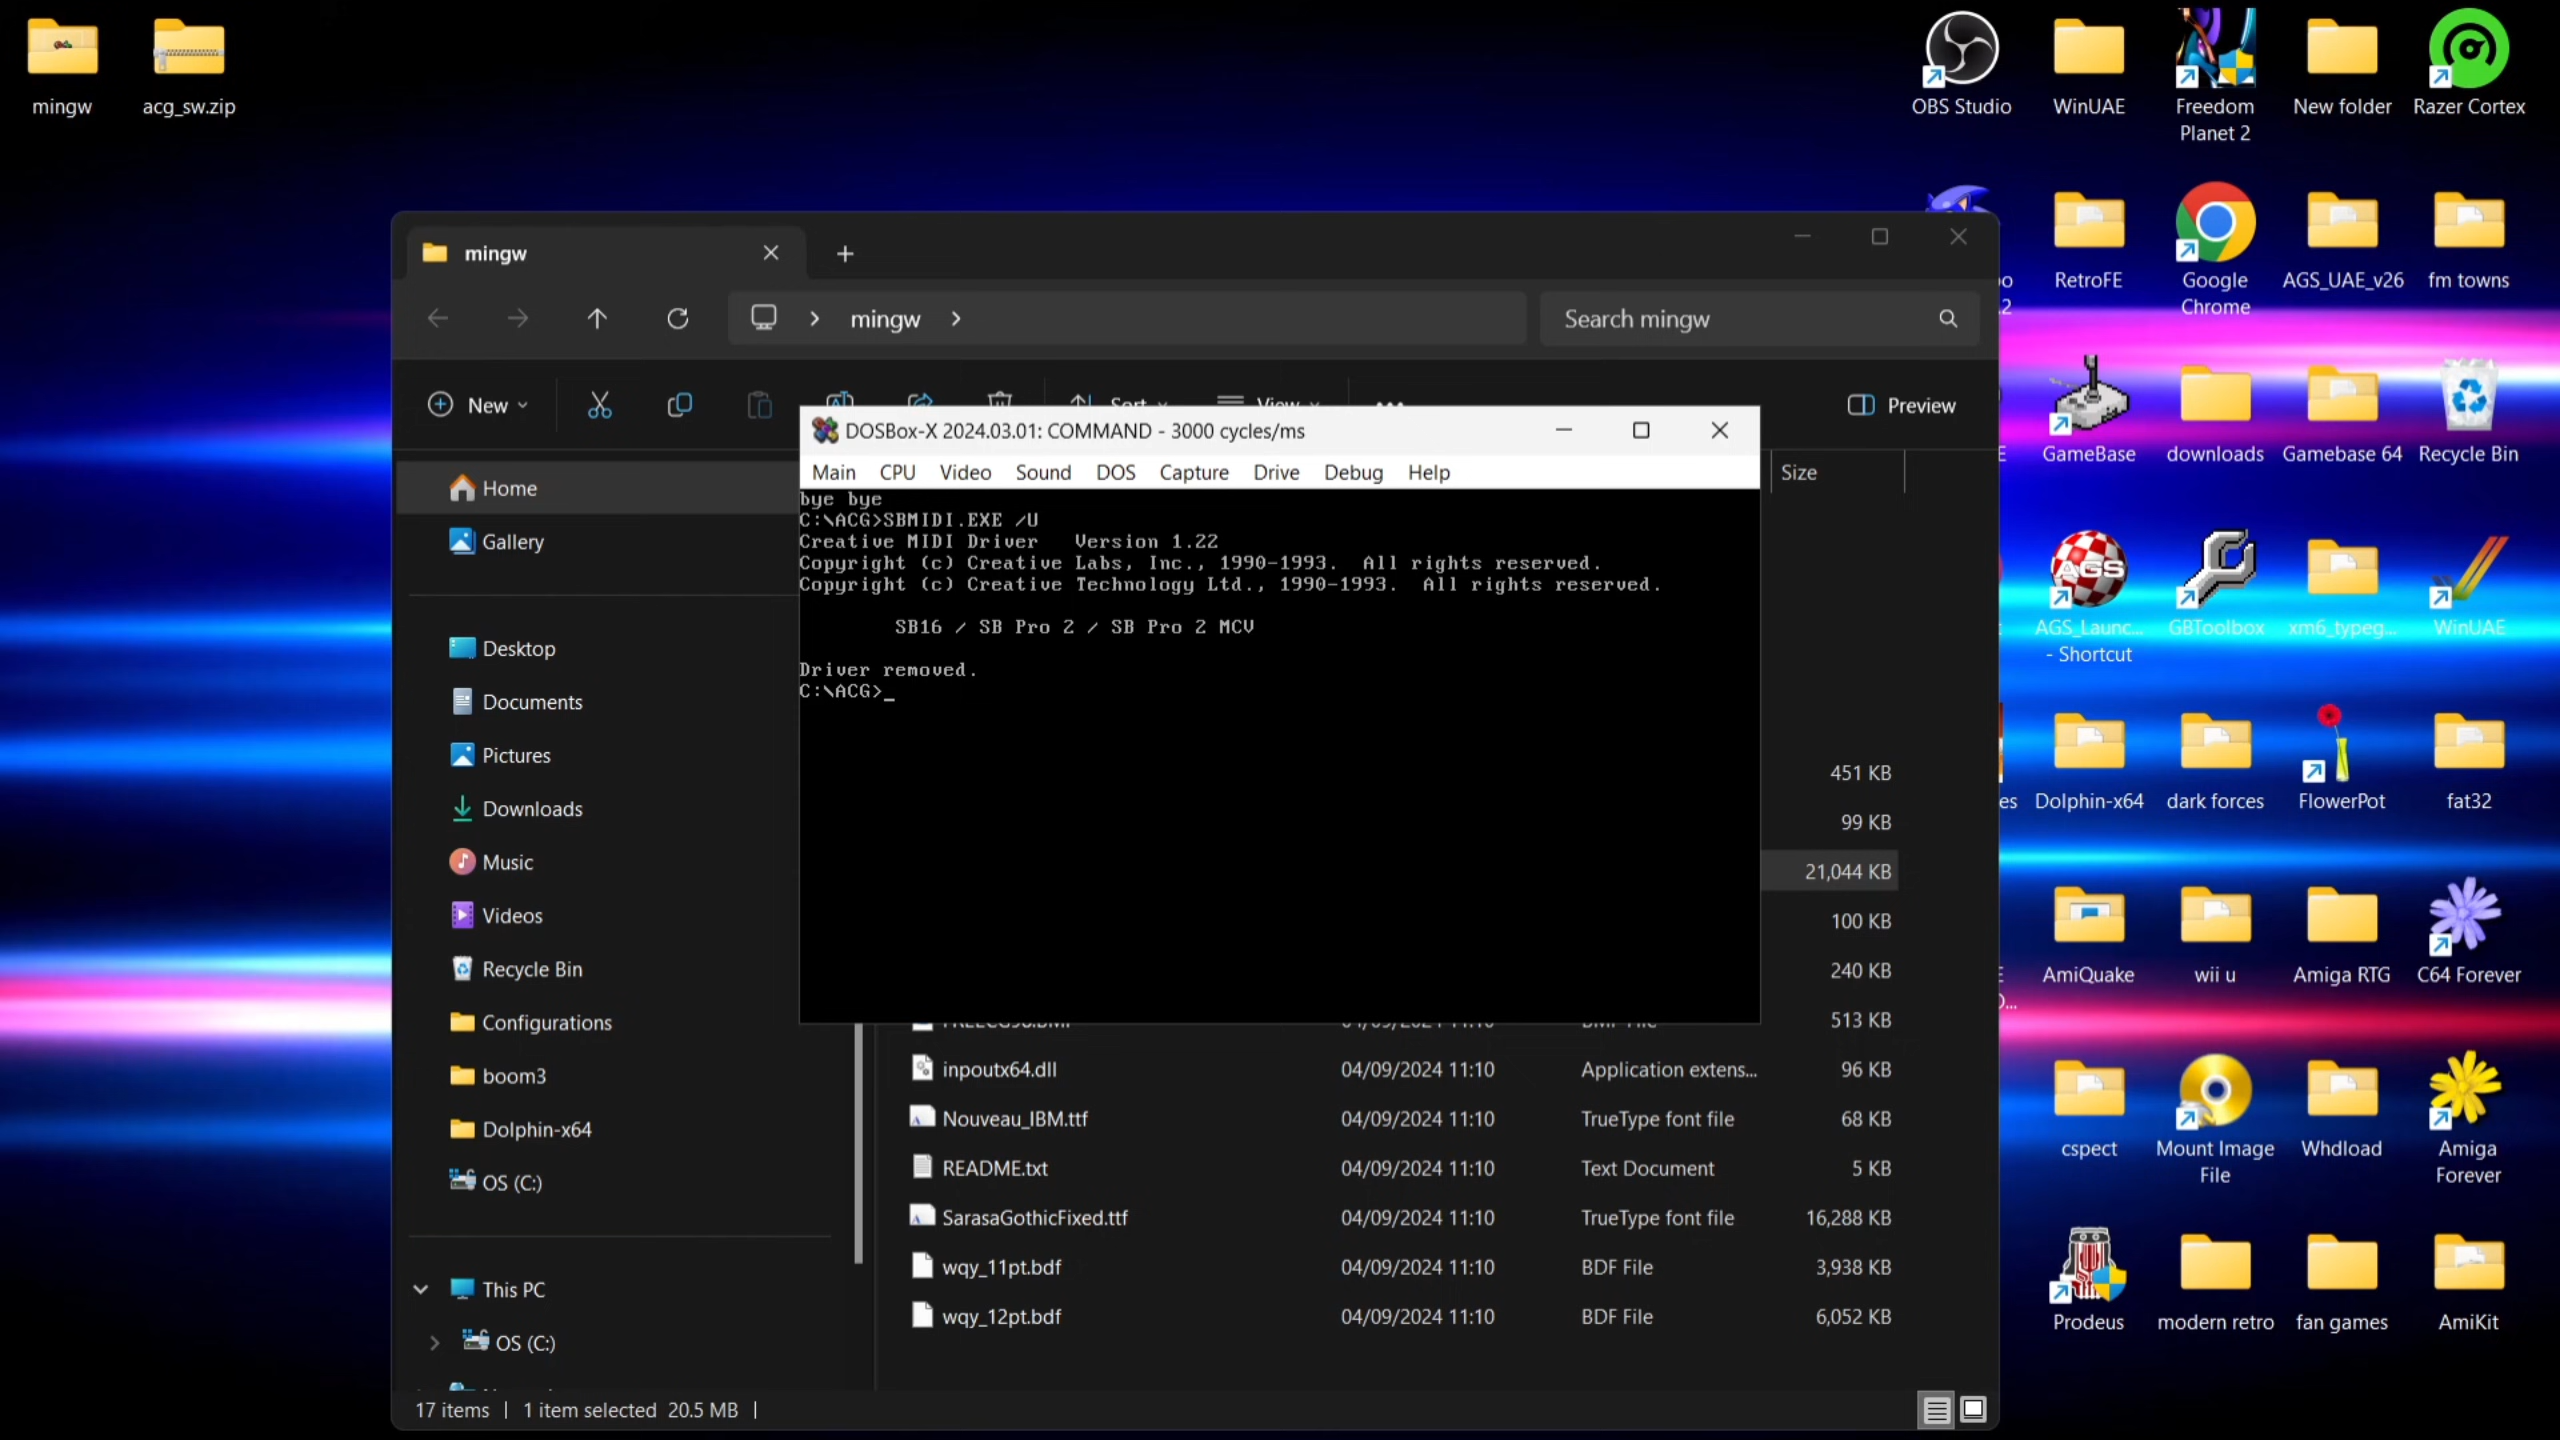 mingw
acg_sw.zip
OBS Studio
WinUAE
Freedom
Planet 2
New folder
Razer Cortex
RetroFE
Google
Chrome
AGS_UAE_v26
fm towns
GameBase
downloads
Gamebase 64
Recycle Bin
AGS
AGS_Launc...
- Shortcut
GBToolbox
xm6_typeg...
WinUAE
Dolphin-x64
dark forces
FlowerPot
fat32
AmiQuake
wii u
Amiga RTG
C64 Forever
cspect
Mount Image
File
Whdload
Amiga
Forever
Prodeus
modern retro
fan games
AmiKit
mingw
mingw
Search mingw
New
Sort
View
Preview
Home
Gallery
Desktop
Documents
Pictures
Downloads
Music
Videos
Recycle Bin
Configurations
boom3
Dolphin-x64
OS (C:)
This PC
OS (C:)
DOSBox-X 2024.03.01: COMMAND - 3000 cycles/ms
Main CPU Video Sound DOS Capture Drive Debug Help
bye bye
C:\ACG>SBMIDI.EXE /U
Creative MIDI Driver Version 1.22
Copyright (c) Creative Labs, Inc., 1990-1993. All rights reserved.
Copyright (c) Creative Technology Ltd., 1990-1993. All rights reserved.
SB16 / SB Pro 2 / SB Pro 2 MCV
Driver removed.
C:\ACG>_
Size
451 KB
99 KB
21,044 KB
100 KB
240 KB
513 KB
inpoutx64.dll 04/09/2024 11:10 Application extens... 96 KB
Nouveau_IBM.ttf 04/09/2024 11:10 TrueType font file 68 KB
README.txt 04/09/2024 11:10 Text Document 5 KB
SarasaGothicFixed.ttf 04/09/2024 11:10 TrueType font file 16,288 KB
wqy_11pt.bdf 04/09/2024 11:10 BDF File 3,938 KB
wqy_12pt.bdf 04/09/2024 11:10 BDF File 6,052 KB
17 items | 1 item selected 20.5 MB |